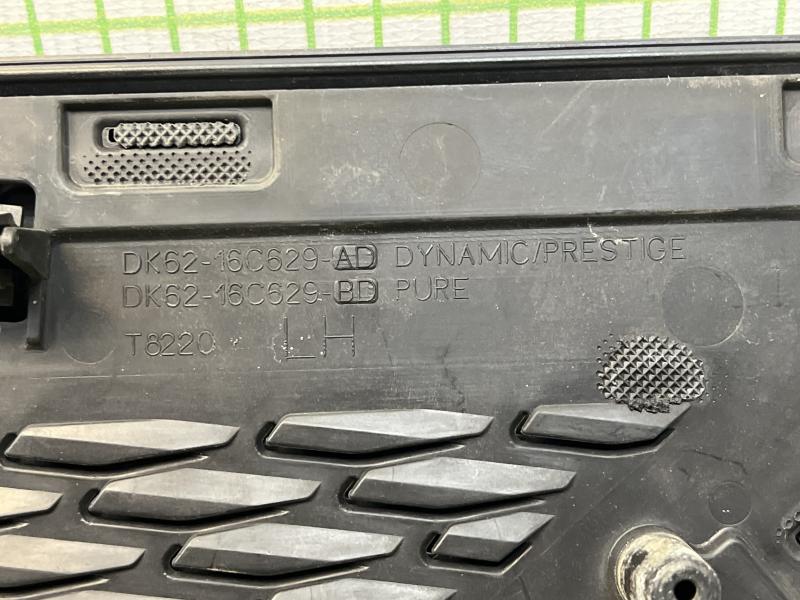 DK62-16C629-AD DYNAMIC/PRESTIGE
DK62-16C629-BD PURE
T8220 LH